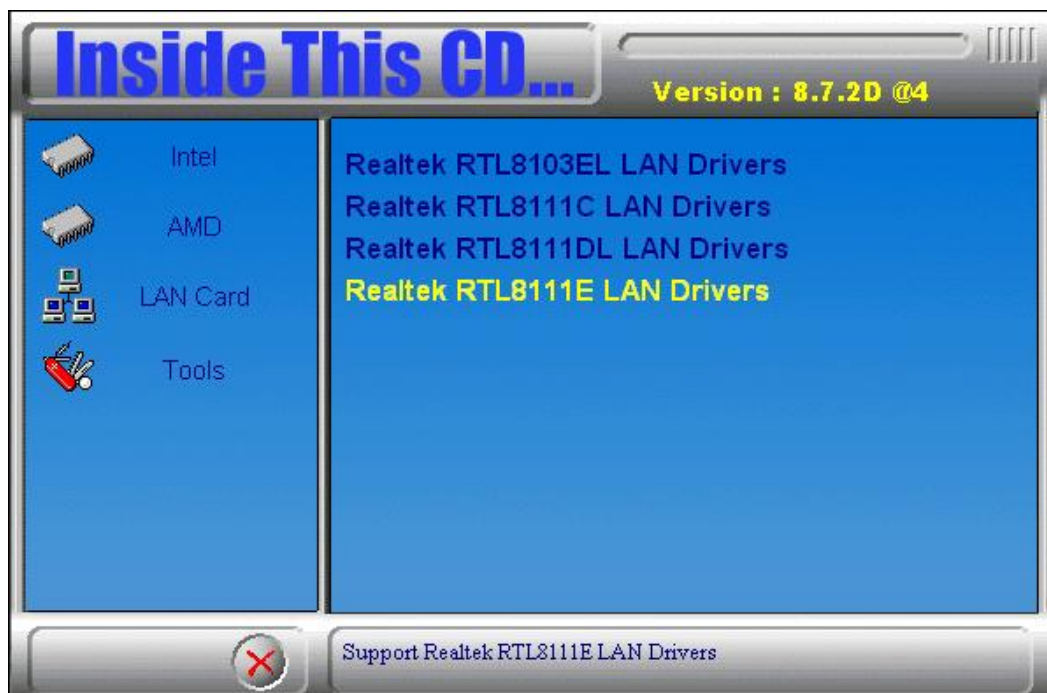 Inside This CD...
Version : 8.7.2D @4
Intel
AMD
LAN Card
Tools
Realtek RTL8103EL LAN Drivers
Realtek RTL8111C LAN Drivers
Realtek RTL8111DL LAN Drivers
Realtek RTL8111E LAN Drivers
Support Realtek RTL8111E LAN Drivers